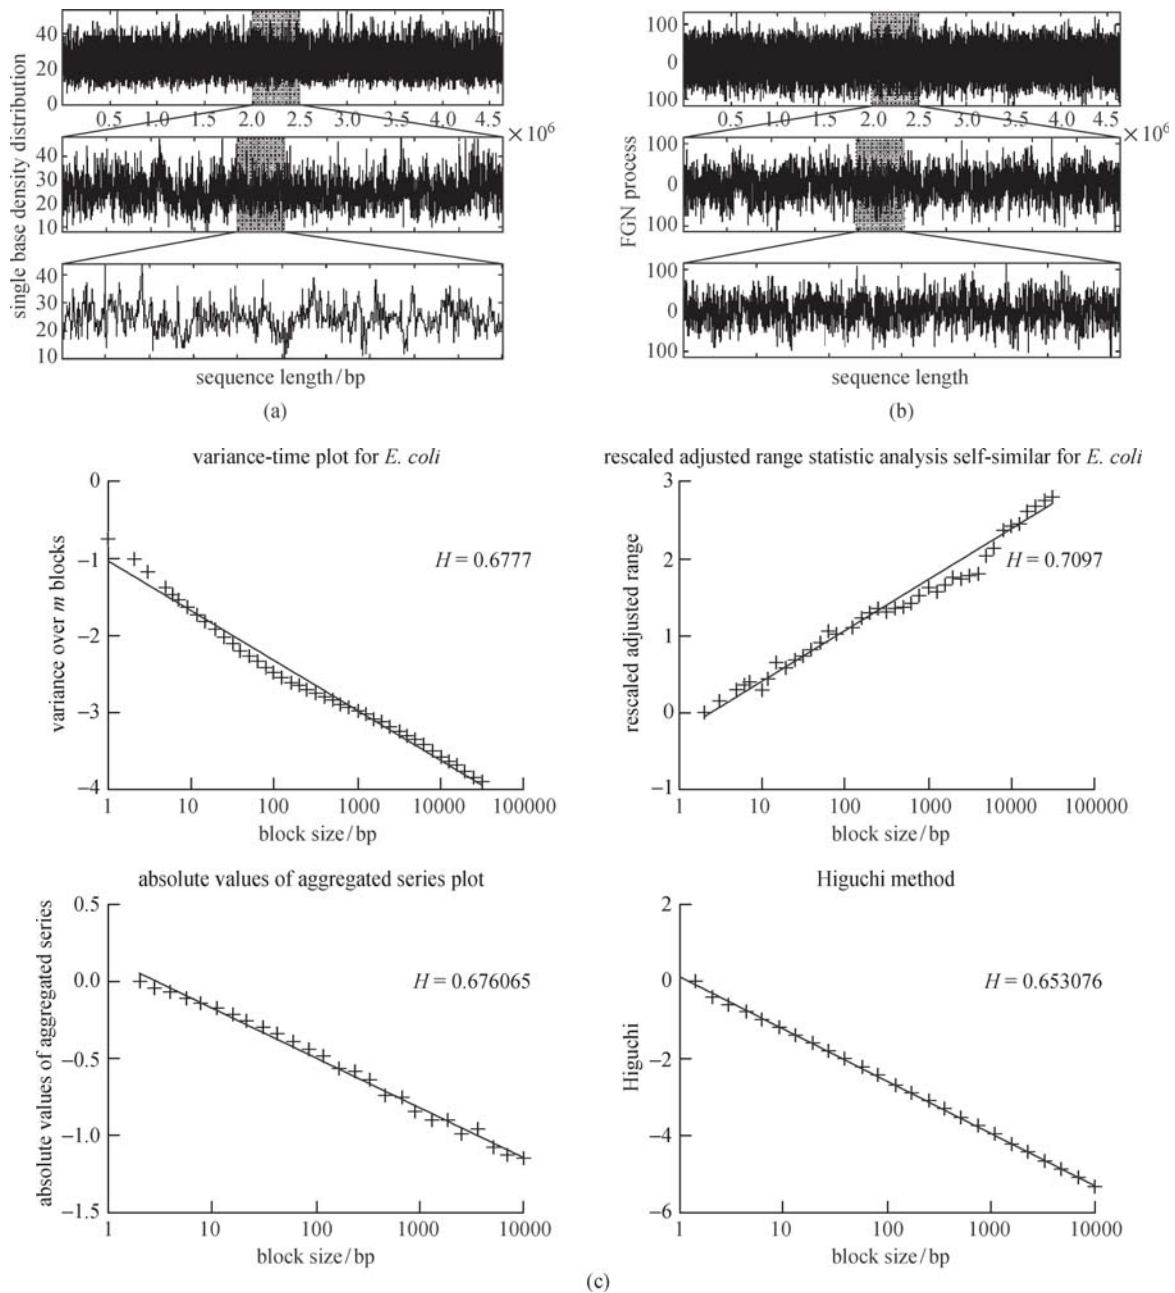 single base density distribution
40
20
0
0.5 1.0 1.5 2.0 2.5 3.0 3.5 4.0 4.5
×10⁶
40
30
20
10
40
30
20
10
sequence length/bp
(a)
FGN process
100
0
100
0.5 1.0 1.5 2.0 2.5 3.0 3.5 4.0 4.5
×10⁶
100
0
100
100
0
100
sequence length
(b)
variance-time plot for E. coli
variance over m blocks
0
−1
−2
−3
−4
H = 0.6777
1 10 100 1000 10000 100000
block size/bp
rescaled adjusted range statistic analysis self-similar for E. coli
rescaled adjusted range
3
2
1
0
−1
H = 0.7097
1 10 100 1000 10000 100000
block size/bp
absolute values of aggregated series plot
absolute values of aggregated series
0.5
0.0
−0.5
−1.0
−1.5
H = 0.676065
1 10 100 1000 10000
block size/bp
Higuchi method
Higuchi
2
0
−2
−4
−6
H = 0.653076
1 10 100 1000 10000
block size/bp
(c)